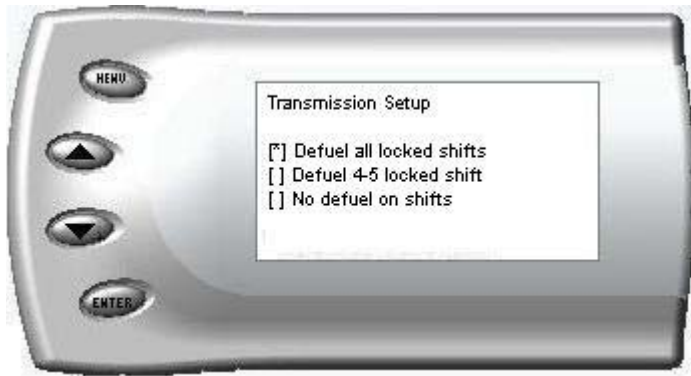 MENU
Transmission Setup
[*] Defuel all locked shifts
[ ] Defuel 4-5 locked shift
[ ] No defuel on shifts
ENTER